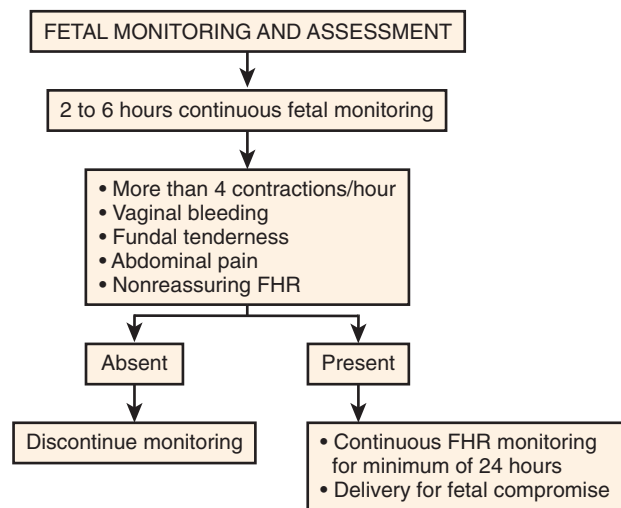 FETAL MONITORING AND ASSESSMENT
2 to 6 hours continuous fetal monitoring
• More than 4 contractions/hour
• Vaginal bleeding
• Fundal tenderness
• Abdominal pain
• Nonreassuring FHR
Absent
Present
Discontinue monitoring
• Continuous FHR monitoring
for minimum of 24 hours
• Delivery for fetal compromise